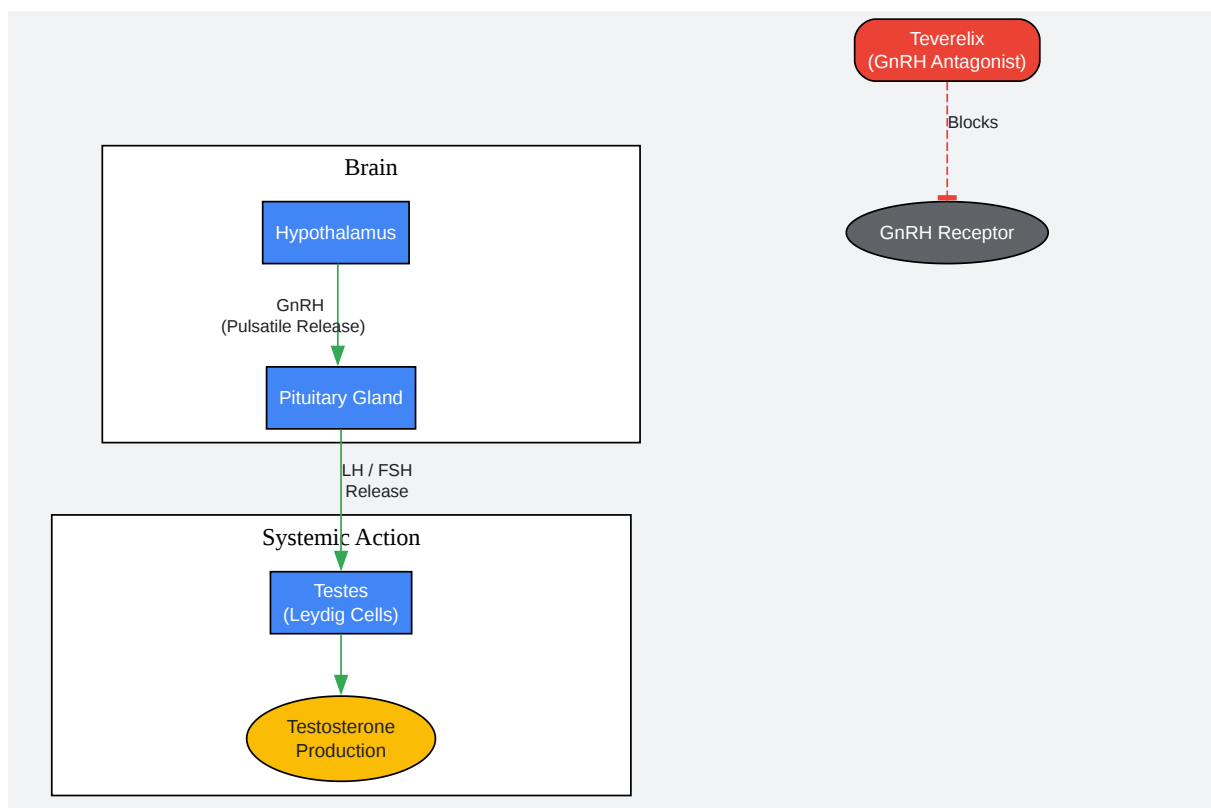 Teverelix
(GnRH Antagonist)
Blocks
Brain
Hypothalamus
GnRH Receptor
GnRH
(Pulsatile Release)
Pituitary Gland
LH / FSH
Release
Systemic Action
Testes
(Leydig Cells)
Testosterone
Production